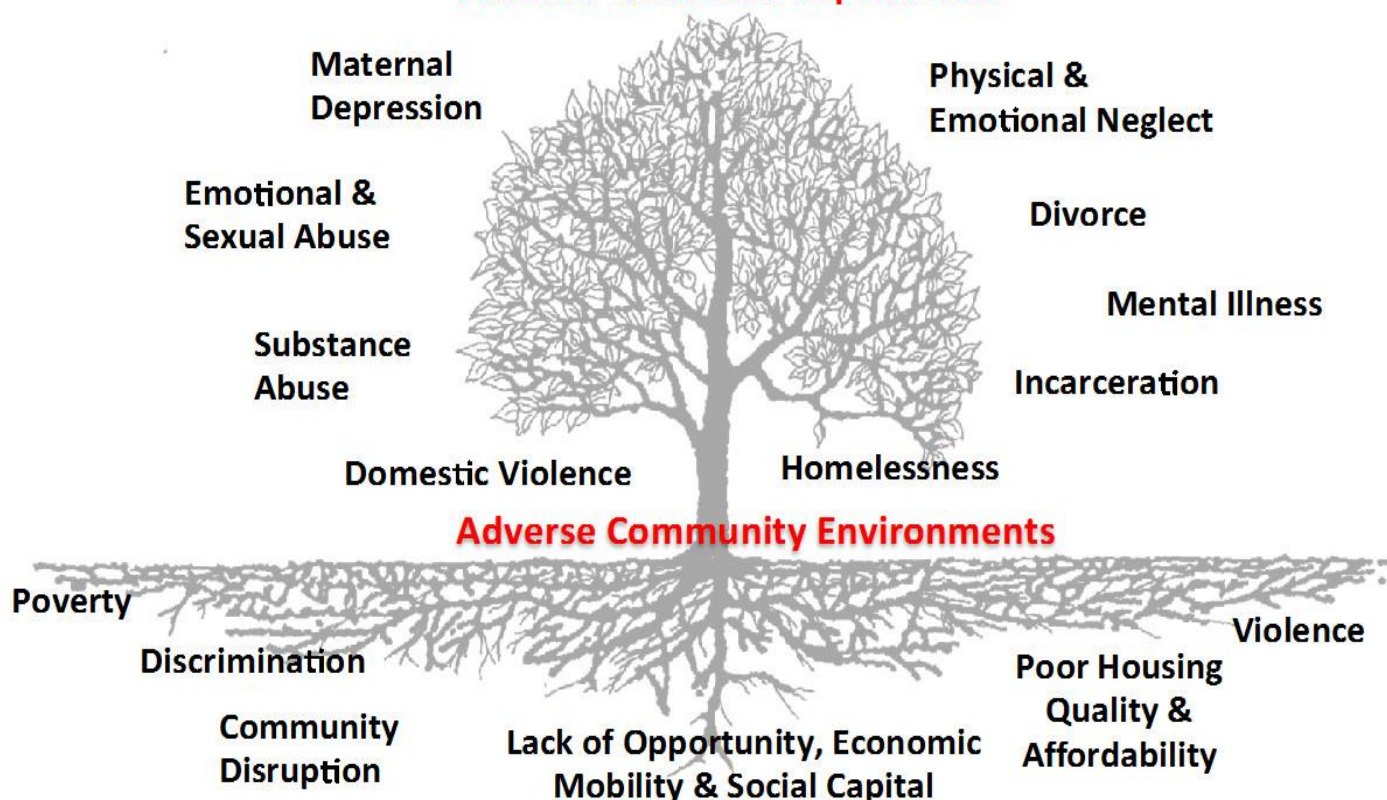 Maternal
Depression
Physical &
Emotional Neglect
Emotional &
Sexual Abuse
Divorce
Mental Illness
Substance
Abuse
Incarceration
Domestic Violence
Homelessness
Adverse Community Environments
Poverty
Violence
Discrimination
Poor Housing
Quality &
Affordability
Community
Disruption
Lack of Opportunity, Economic
Mobility & Social Capital